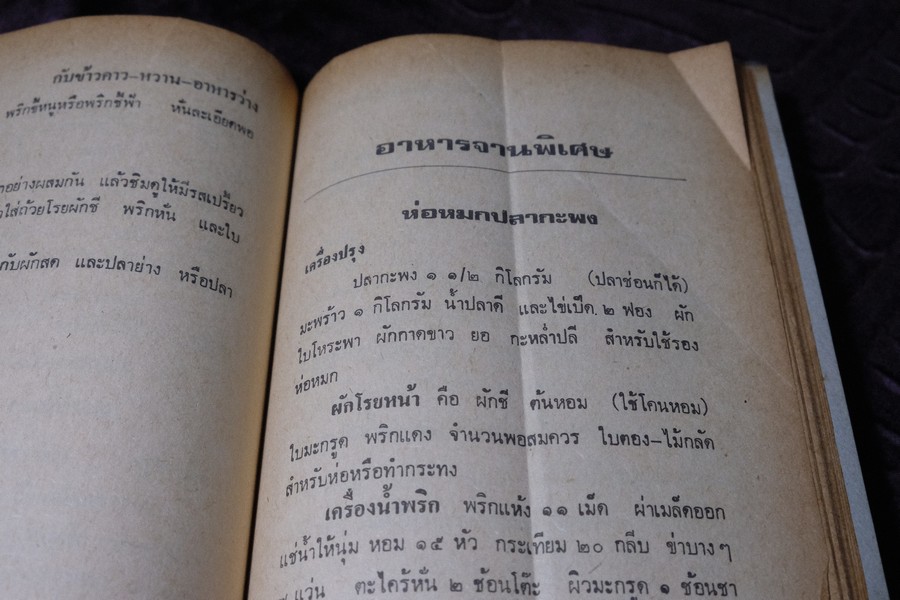 กับข้าวคาว-หวาน-อาหารว่าง
พริกขี้หนูหรือพริกชี้ฟ้า หั่นละเอียดพอ
อย่างผสมกัน แล้วชิมดูให้มีรสเปรี้ยว
ใส่ถ้วยโรยผักชี พริกหั่น และใบ
กับผักสด และปลาย่าง หรือปลา
อาหารจานพิเศษ
ห่อหมกปลากะพง
เครื่องปรุง
ปลากะพง ๑ ๑/๒ กิโลกรัม (ปลาช่อนก็ได้)
มะพร้าว ๑ กิโลกรัม น้ำปลาดี และไข่เป็ด ๒ ฟอง ผัก
ใบโหระพา ผักกาดขาว ยอ กะหล่ำปลี สำหรับใช้รอง
ห่อหมก
ผักโรยหน้า คือ ผักชี ต้นหอม (ใช้โคนหอม)
ใบมะกรูด พริกแดง จำนวนพอสมควร ใบตอง-ไม้กลัด
สำหรับห่อหรือทำกระทง
เครื่องน้ำพริก พริกแห้ง ๑๑ เม็ด ผ่าเมล็ดออก
แช่น้ำให้นุ่ม หอม ๑๕ หัว กระเทียม ๒๐ กลีบ ข่าบางๆ
แว่น ตะไคร้หั่น ๒ ช้อนโต๊ะ ผิวมะกรูด ๑ ช้อนชา